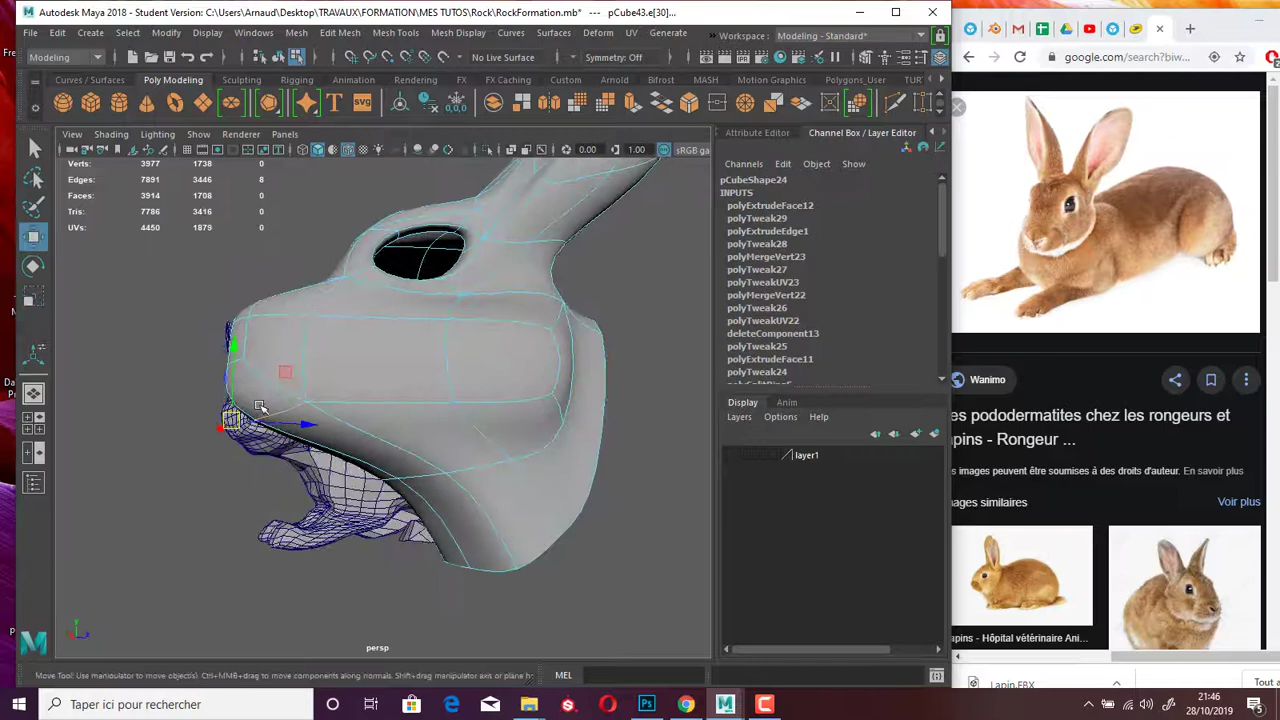 Autodesk Maya 2018 - Student Version: C:\Users\Arnaud\Desktop\TRAVAUX\FORMATION\MES TUTOS\Rock\RockFormation.mb* --- pCube43.e[30]...
File Edit Create Select Modify Display Windows Mesh Edit Mesh Mesh Tools Mesh Display Curves Surfaces Deform UV Generate
Workspace : Modeling - Standard*
Modeling
No Live Surface
Symmetry: Off
google.com/search?biw...
Curves / Surfaces Poly Modeling Sculpting Rigging Animation Rendering FX FX Caching Custom Arnold Bifrost MASH Motion Graphics Polygons_User TUR
T
svg
0,0,0
View Shading Lighting Show Renderer Panels
0.00
1.00
sRGB ga
Attribute Editor Channel Box / Layer Editor
Channels Edit Object Show
Verts: 3977 1738 0
Edges: 7891 3446 8
Faces: 3914 1708 0
Tris: 7786 3416 0
UVs: 4450 1879 0
pCubeShape24
INPUTS
polyExtrudeFace12
polyTweak29
polyExtrudeEdge1
polyTweak28
polyMergeVert23
polyTweak27
polyTweakUV23
polyMergeVert22
polyTweak26
polyTweakUV22
deleteComponent13
polyTweak25
polyExtrudeFace11
polyTweak24
Display Anim
Layers Options Help
layer1
Wanimo
es pododermatites chez les rongeurs et
apins - Rongeur ...
es images peuvent être soumises à des droits d'auteur. En savoir plus
mages similaires
Voir plus
apins - Hôpital vétérinaire Ani...
y
z
persp
Move Tool: Use manipulator to move object(s). Ctrl+MMB+drag to move components along normals. Shift+drag manipulator axis or plane h
MEL
Lapin.FBX
Tout a
Taper ici pour rechercher
21:46
28/10/2019
5